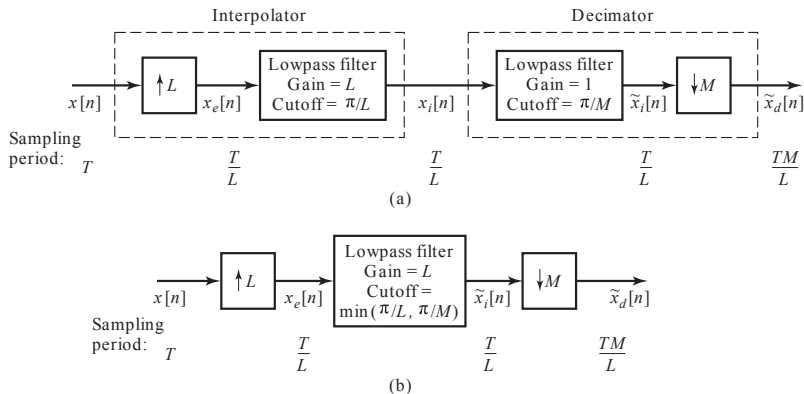 Interpolator Decimator
Lowpass filter Lowpass filter
↑L Gain = L Gain = 1 ↓M
x[n] x_e[n] Cutoff = π/L x_i[n] Cutoff = π/M x̃_i[n] x̃_d[n]
Sampling
period: T T/L T/L T/L TM/L
(a)
Lowpass filter
↑L Gain = L ↓M
x[n] x_e[n] Cutoff = x̃_i[n] x̃_d[n]
min(π/L, π/M)
Sampling
period: T T/L T/L TM/L
(b)